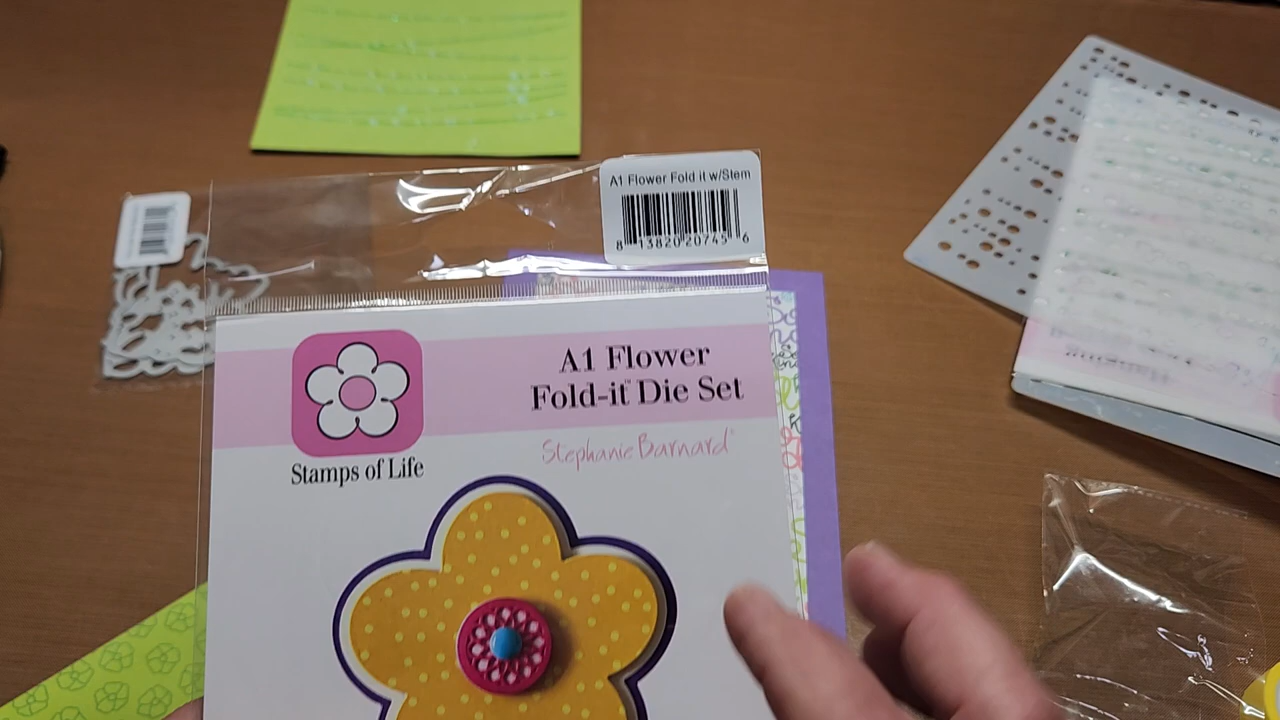 A1 Flower Fold it w/Stem
8 13820 20745 6
A1 Flower
Fold-it™ Die Set
Stephanie Barnard®
Stamps of Life